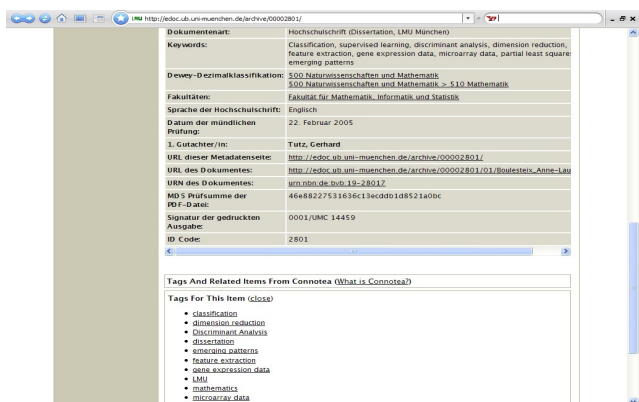 LMU http://edoc.ub.uni-muenchen.de/archive/00002801/
Dokumentenart: Hochschulschrift (Dissertation, LMU München)
Keywords: Classification, supervised learning, discriminant analysis, dimension reduction,
feature extraction, gene expression data, microarray data, partial least squares
emerging patterns
Dewey-Dezimalklassifikation: 500 Naturwissenschaften und Mathematik
500 Naturwissenschaften und Mathematik > 510 Mathematik
Fakultäten: Fakultät für Mathematik, Informatik und Statistik
Sprache der Hochschulschrift: Englisch
Datum der mündlichen Prüfung: 22. Februar 2005
1. Gutachter/in: Tutz, Gerhard
URL dieser Metadatenseite: http://edoc.ub.uni-muenchen.de/archive/00002801/
URL des Dokumentes: http://edoc.ub.uni-muenchen.de/archive/00002801/01/Boulesteix_Anne-Lau
URN des Dokumentes: urn:nbn:de:bvb:19-28017
MD5 Prüfsumme der PDF-Datei: 46e88227531636c13ecddb1d8521a0bc
Signatur der gedruckten Ausgabe: 0001/UMC 14459
ID Code: 2801
Tags And Related Items From Connotea (What is Connotea?)
Tags For This Item (close)
classification
dimension reduction
Discriminant Analysis
dissertation
emerging patterns
feature extraction
gene expression data
LMU
mathematics
microarray data